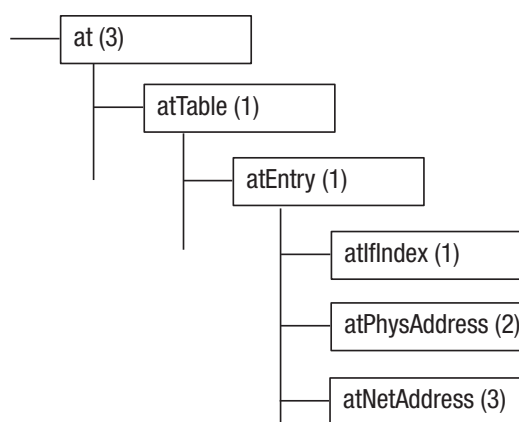 at (3)
atTable (1)
atEntry (1)
atIfIndex (1)
atPhysAddress (2)
atNetAddress (3)